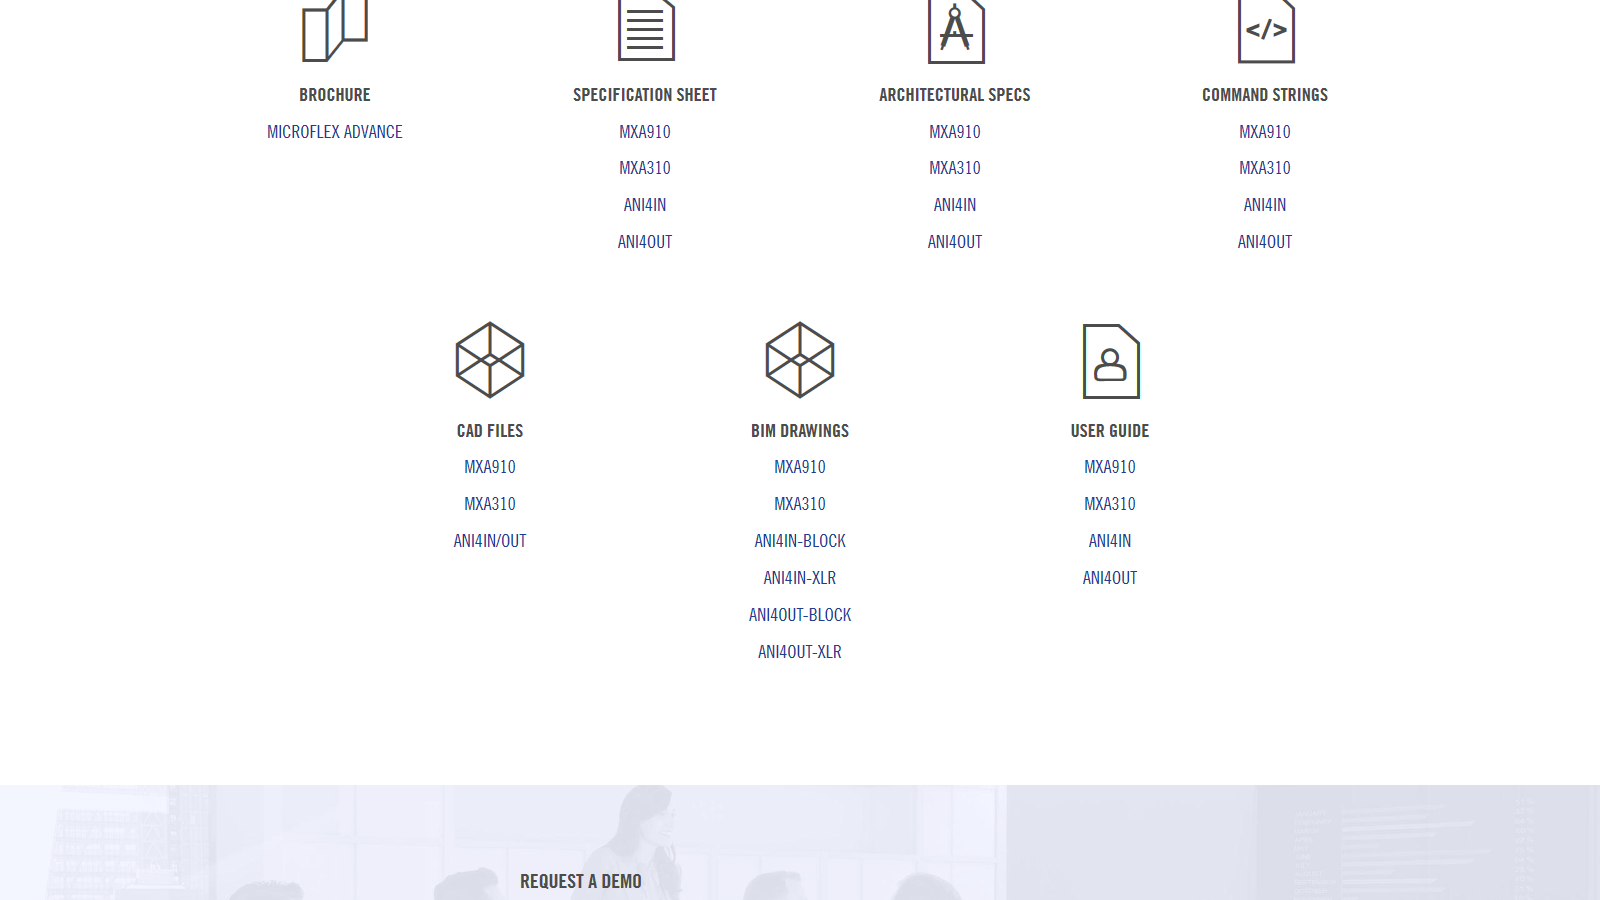 BROCHURE
MICROFLEX ADVANCE
SPECIFICATION SHEET
MXA910
MXA310
ANI4IN
ANI4OUT
ARCHITECTURAL SPECS
MXA910
MXA310
ANI4IN
ANI4OUT
</>
COMMAND STRINGS
MXA910
MXA310
ANI4IN
ANI4OUT
CAD FILES
MXA910
MXA310
ANI4IN/OUT
BIM DRAWINGS
MXA910
MXA310
ANI4IN-BLOCK
ANI4IN-XLR
ANI4OUT-BLOCK
ANI4OUT-XLR
USER GUIDE
MXA910
MXA310
ANI4IN
ANI4OUT
REQUEST A DEMO